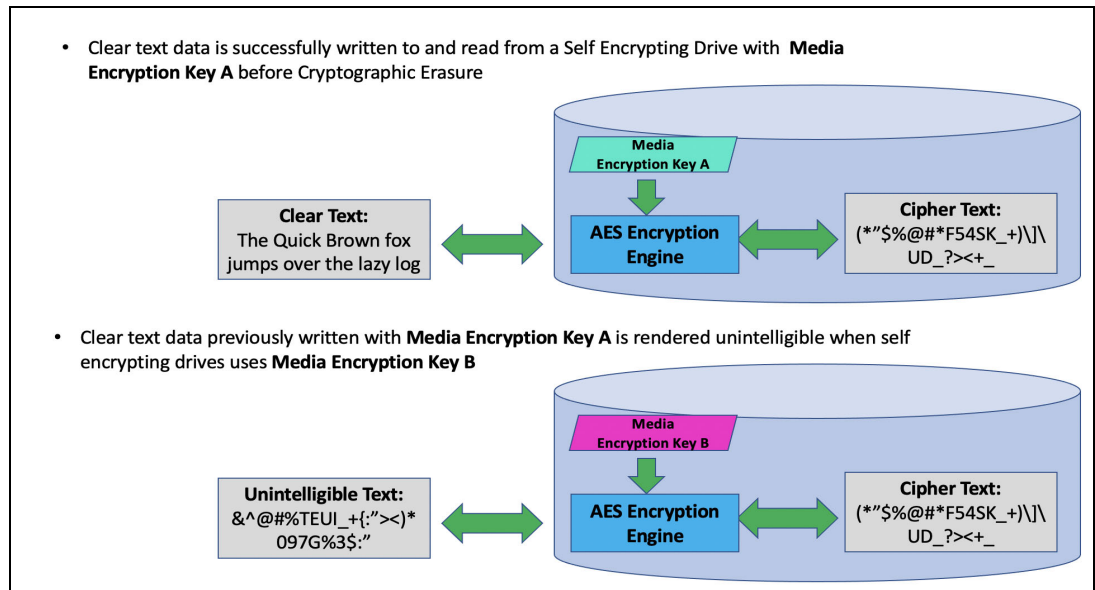 • Clear text data is successfully written to and read from a Self Encrypting Drive with Media
Encryption Key A before Cryptographic Erasure
Media
Encryption Key A
Clear Text:
The Quick Brown fox
jumps over the lazy log
AES Encryption
Engine
Cipher Text:
(*”$%@#*F54SK_+)\]\
UD_?><+_
• Clear text data previously written with Media Encryption Key A is rendered unintelligible when self
encrypting drives uses Media Encryption Key B
Media
Encryption Key B
Unintelligible Text:
&^@#%TEUI_+{:”><)*
097G%3$:”
AES Encryption
Engine
Cipher Text:
(*”$%@#*F54SK_+)\]\
UD_?><+_